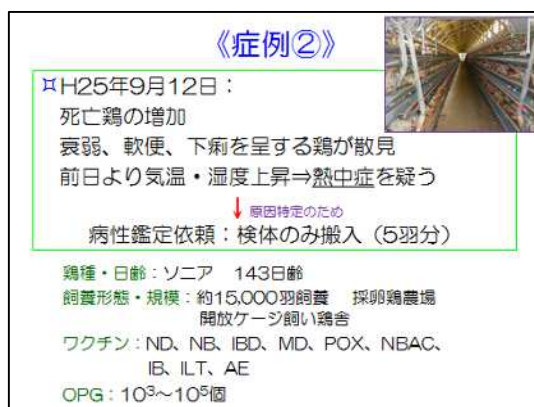 《症例②》
¤H25年9月12日：
死亡鶏の増加
衰弱、軟便、下痢を呈する鶏が散見
前日より気温・湿度上昇⇒熱中症を疑う
↓ 原因特定のため
病性鑑定依頼：検体のみ搬入（5羽分）
鶏種・日齢：ソニア　143日齢
飼養形態・規模：約15,000羽飼養　採卵鶏農場
開放ケージ飼い鶏舎
ワクチン：ND、NB、IBD、MD、POX、NBAC、
IB、ILT、AE
OPG：10³～10⁵個